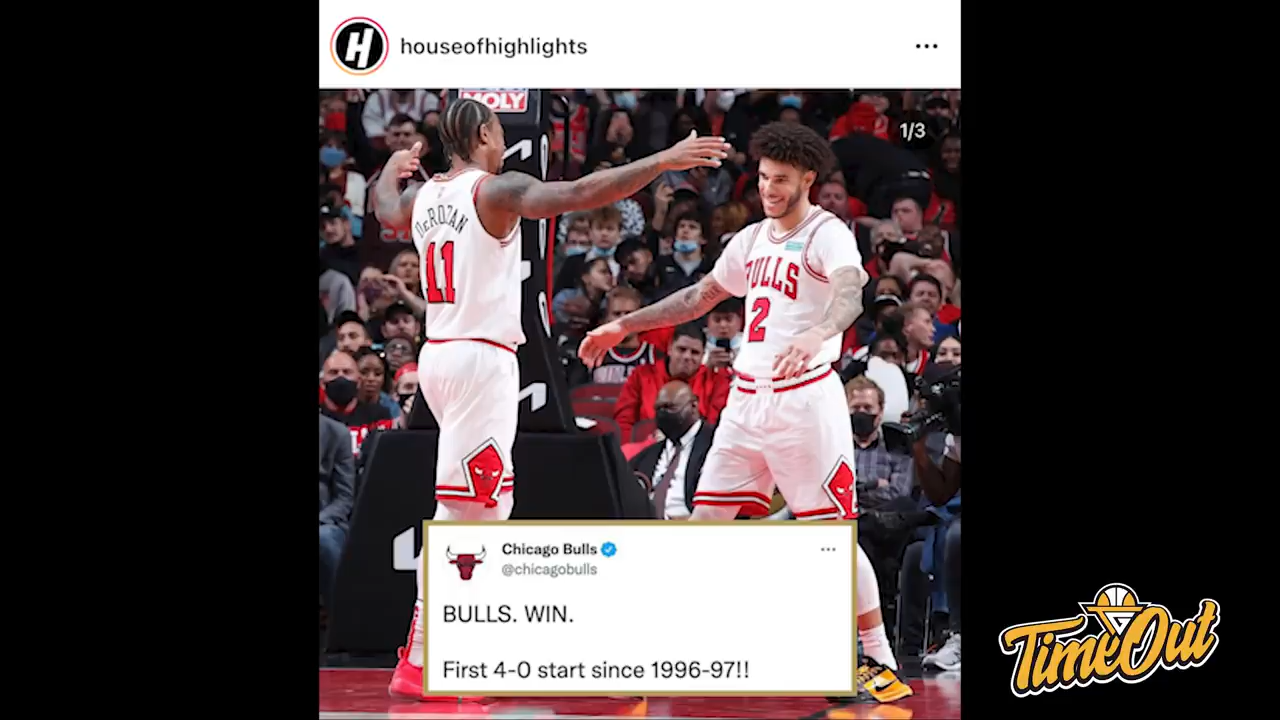 houseofhighlights
1/3
MOLY
DeROZAN
11
BULLS
2
Chicago Bulls
@chicagobulls
BULLS. WIN.
First 4-0 start since 1996-97!!
TimeOut